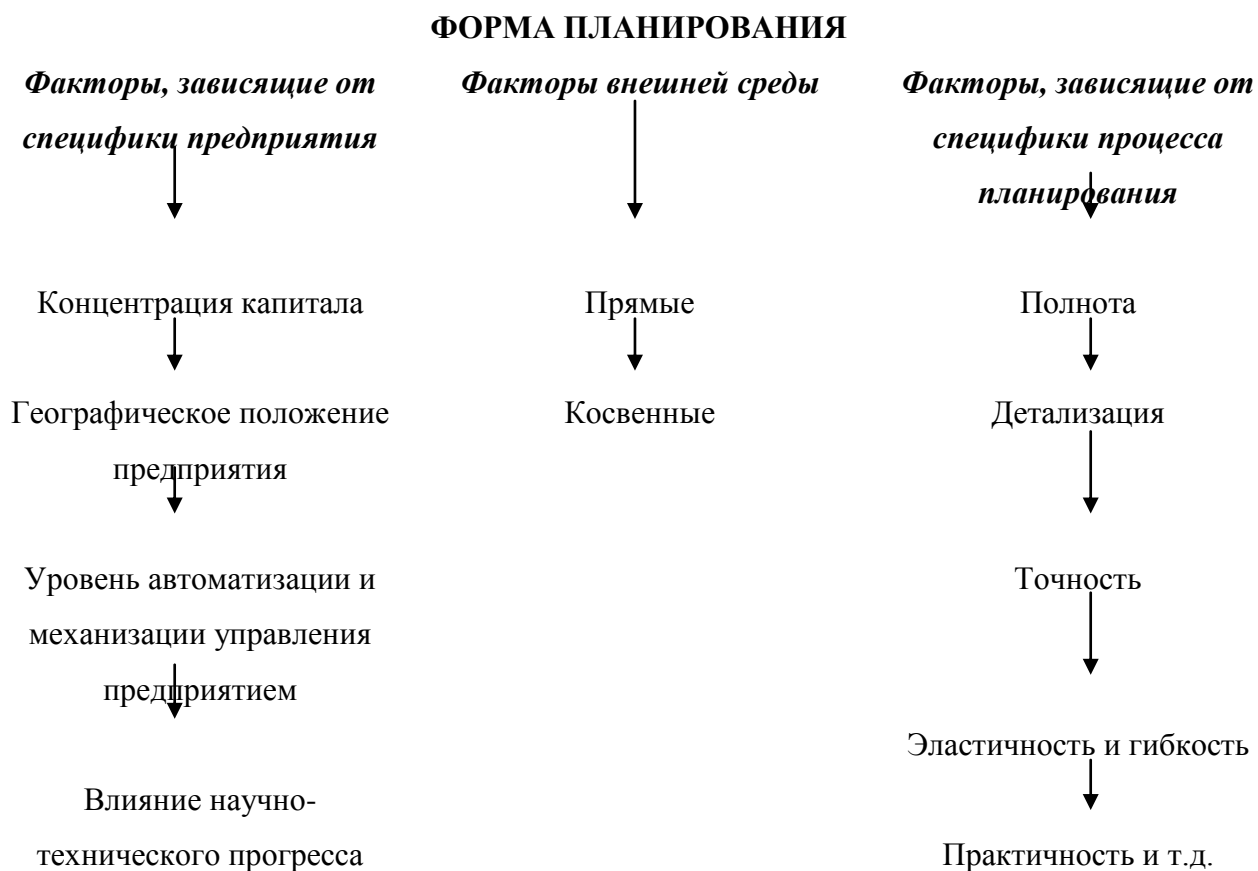 ФОРМА ПЛАНИРОВАНИЯ
Факторы, зависящие от
специфики предприятия
Концентрация капитала
Географическое положение
предприятия
Уровень автоматизации и
механизации управления
предприятием
Влияние научно-
технического прогресса
Факторы внешней среды
Прямые
Косвенные
Факторы, зависящие от
специфики процесса
планирования
Полнота
Детализация
Точность
Эластичность и гибкость
Практичность и т.д.